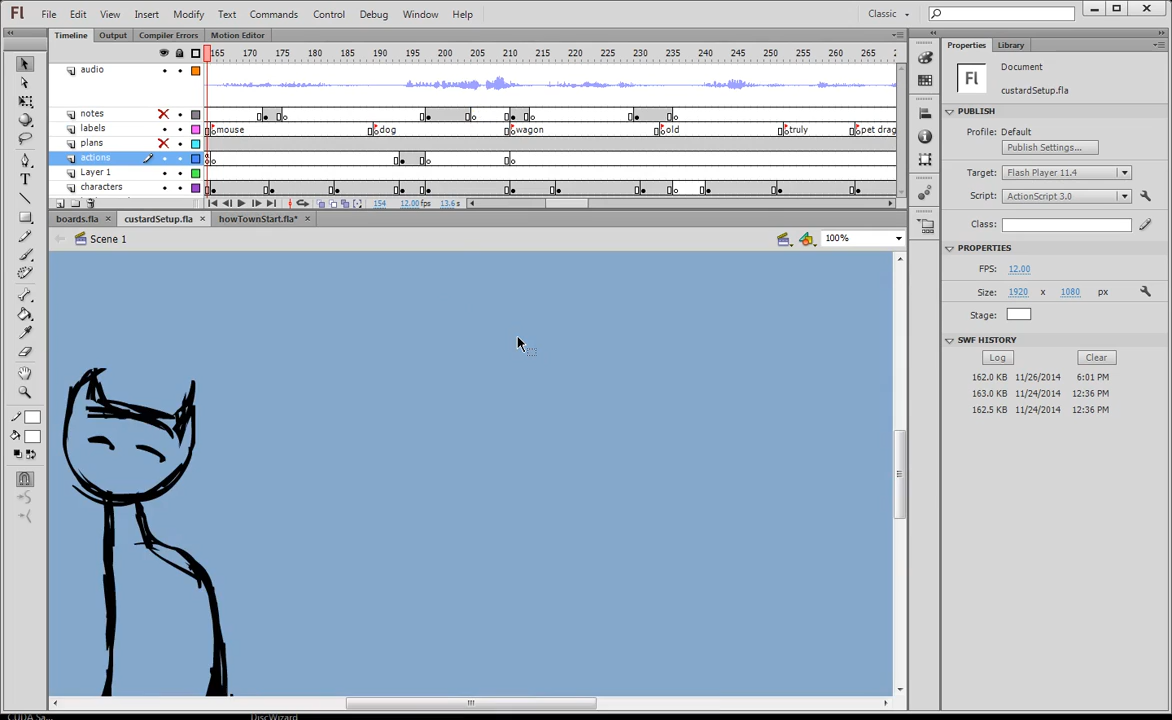 Fl File Edit View Insert Modify Text Commands Control Debug Window Help Classic
Timeline Output Compiler Errors Motion Editor
165 170 175 180 185 190 195 200 205 210 215 220 225 230 235 240 245 250 255 260 265 2
audio
notes
labels mouse dog wagon old truly pet drag
plans
actions
Layer 1
characters
154 12.00 fps 13.6 s
boards.fla × custardSetup.fla × howTownStart.fla* ×
Scene 1 100%
T
Properties Library
Fl Document
custardSetup.fla
PUBLISH
Profile: Default
Publish Settings...
Target: Flash Player 11.4
Script: ActionScript 3.0
Class:
PROPERTIES
FPS: 12.00
Size: 1920 x 1080 px
Stage:
SWF HISTORY
Log Clear
162.0 KB 11/26/2014 6:01 PM
163.0 KB 11/24/2014 12:36 PM
162.5 KB 11/24/2014 12:36 PM
DiscWizard